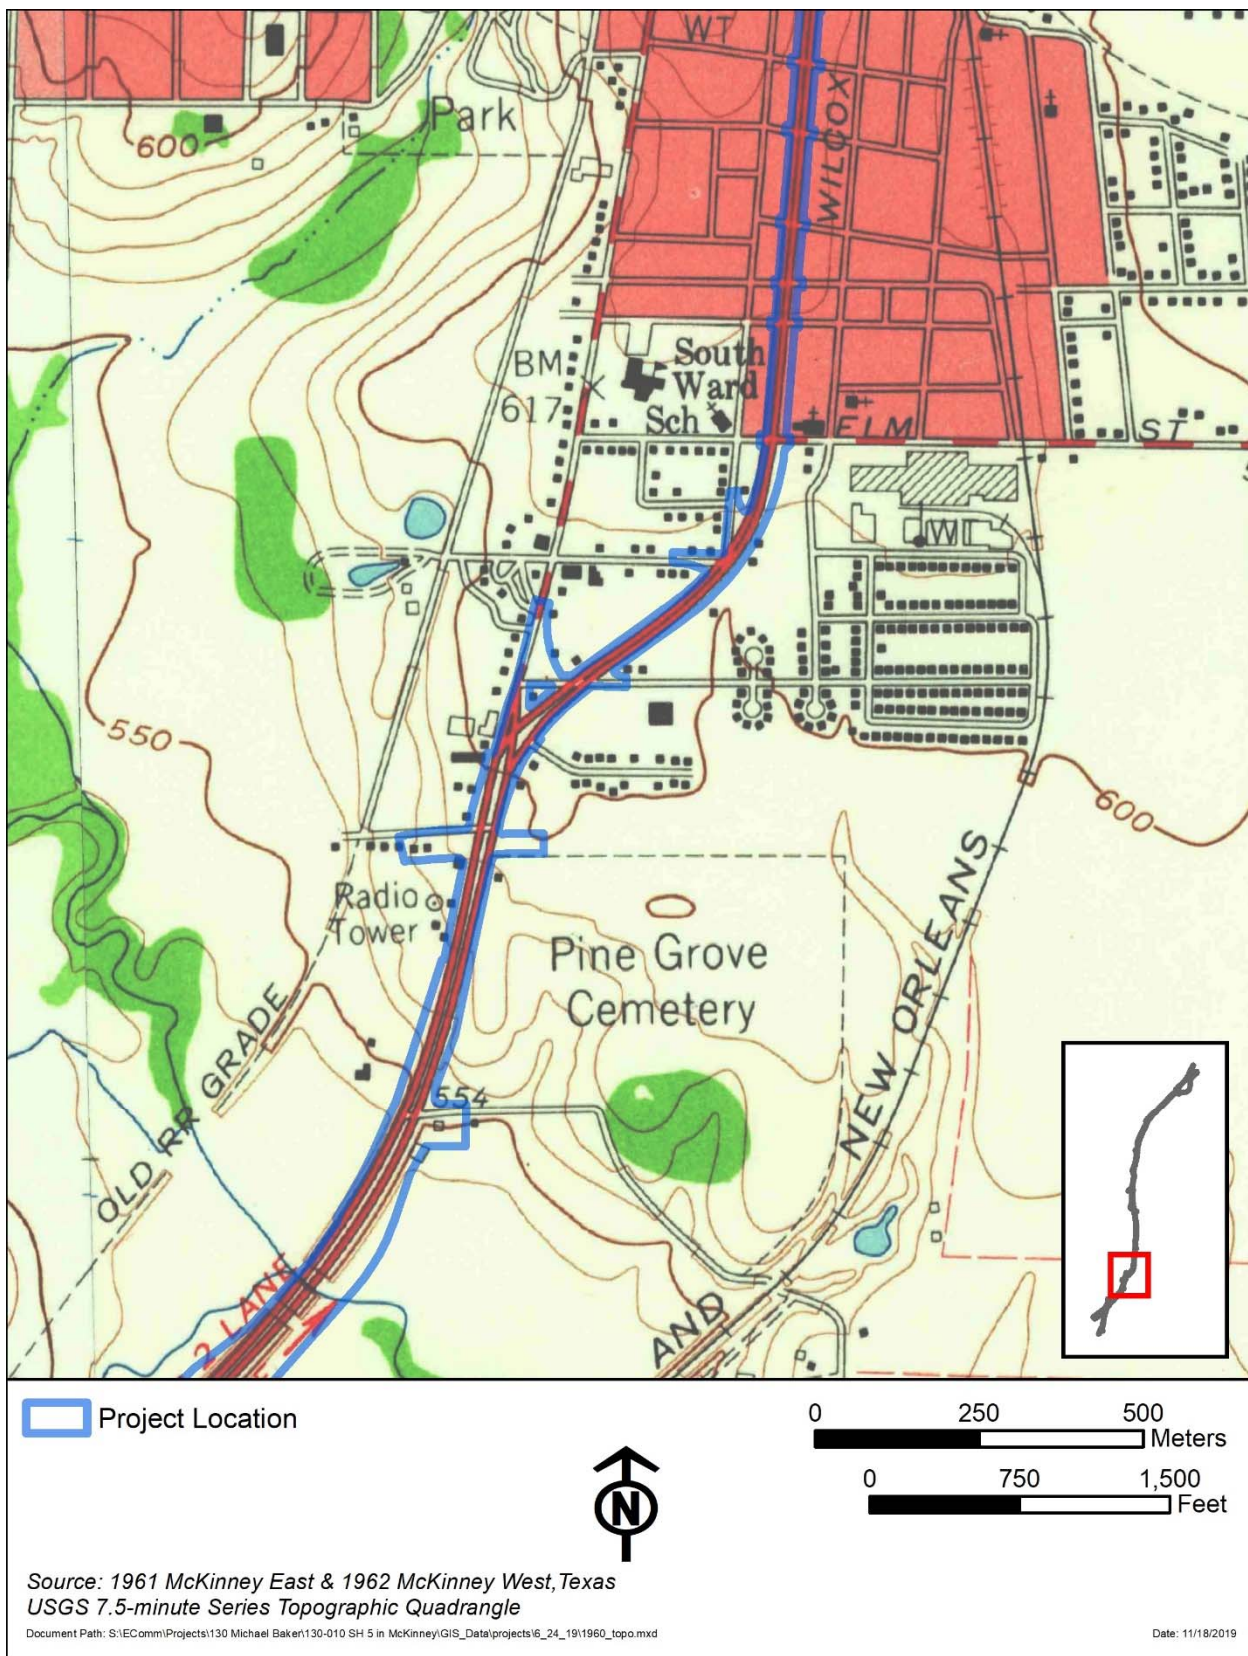 WT
WILCOX
Park
600
BM
617
South
Ward
Sch
ELM
ST
WT
550
600
Radio
Tower
Pine Grove
Cemetery
NEW ORLEANS
OLD RR GRADE
554
AND
2 LANE
Project Location
0 250 500
Meters
0 750 1,500
Feet
N
Source: 1961 McKinney East & 1962 McKinney West,Texas
USGS 7.5-minute Series Topographic Quadrangle
Document Path: S:\EComm\Projects\130 Michael Baker\130-010 SH 5 in McKinney\GIS_Data\projects\6_24_19\1960_topo.mxd
Date: 11/18/2019